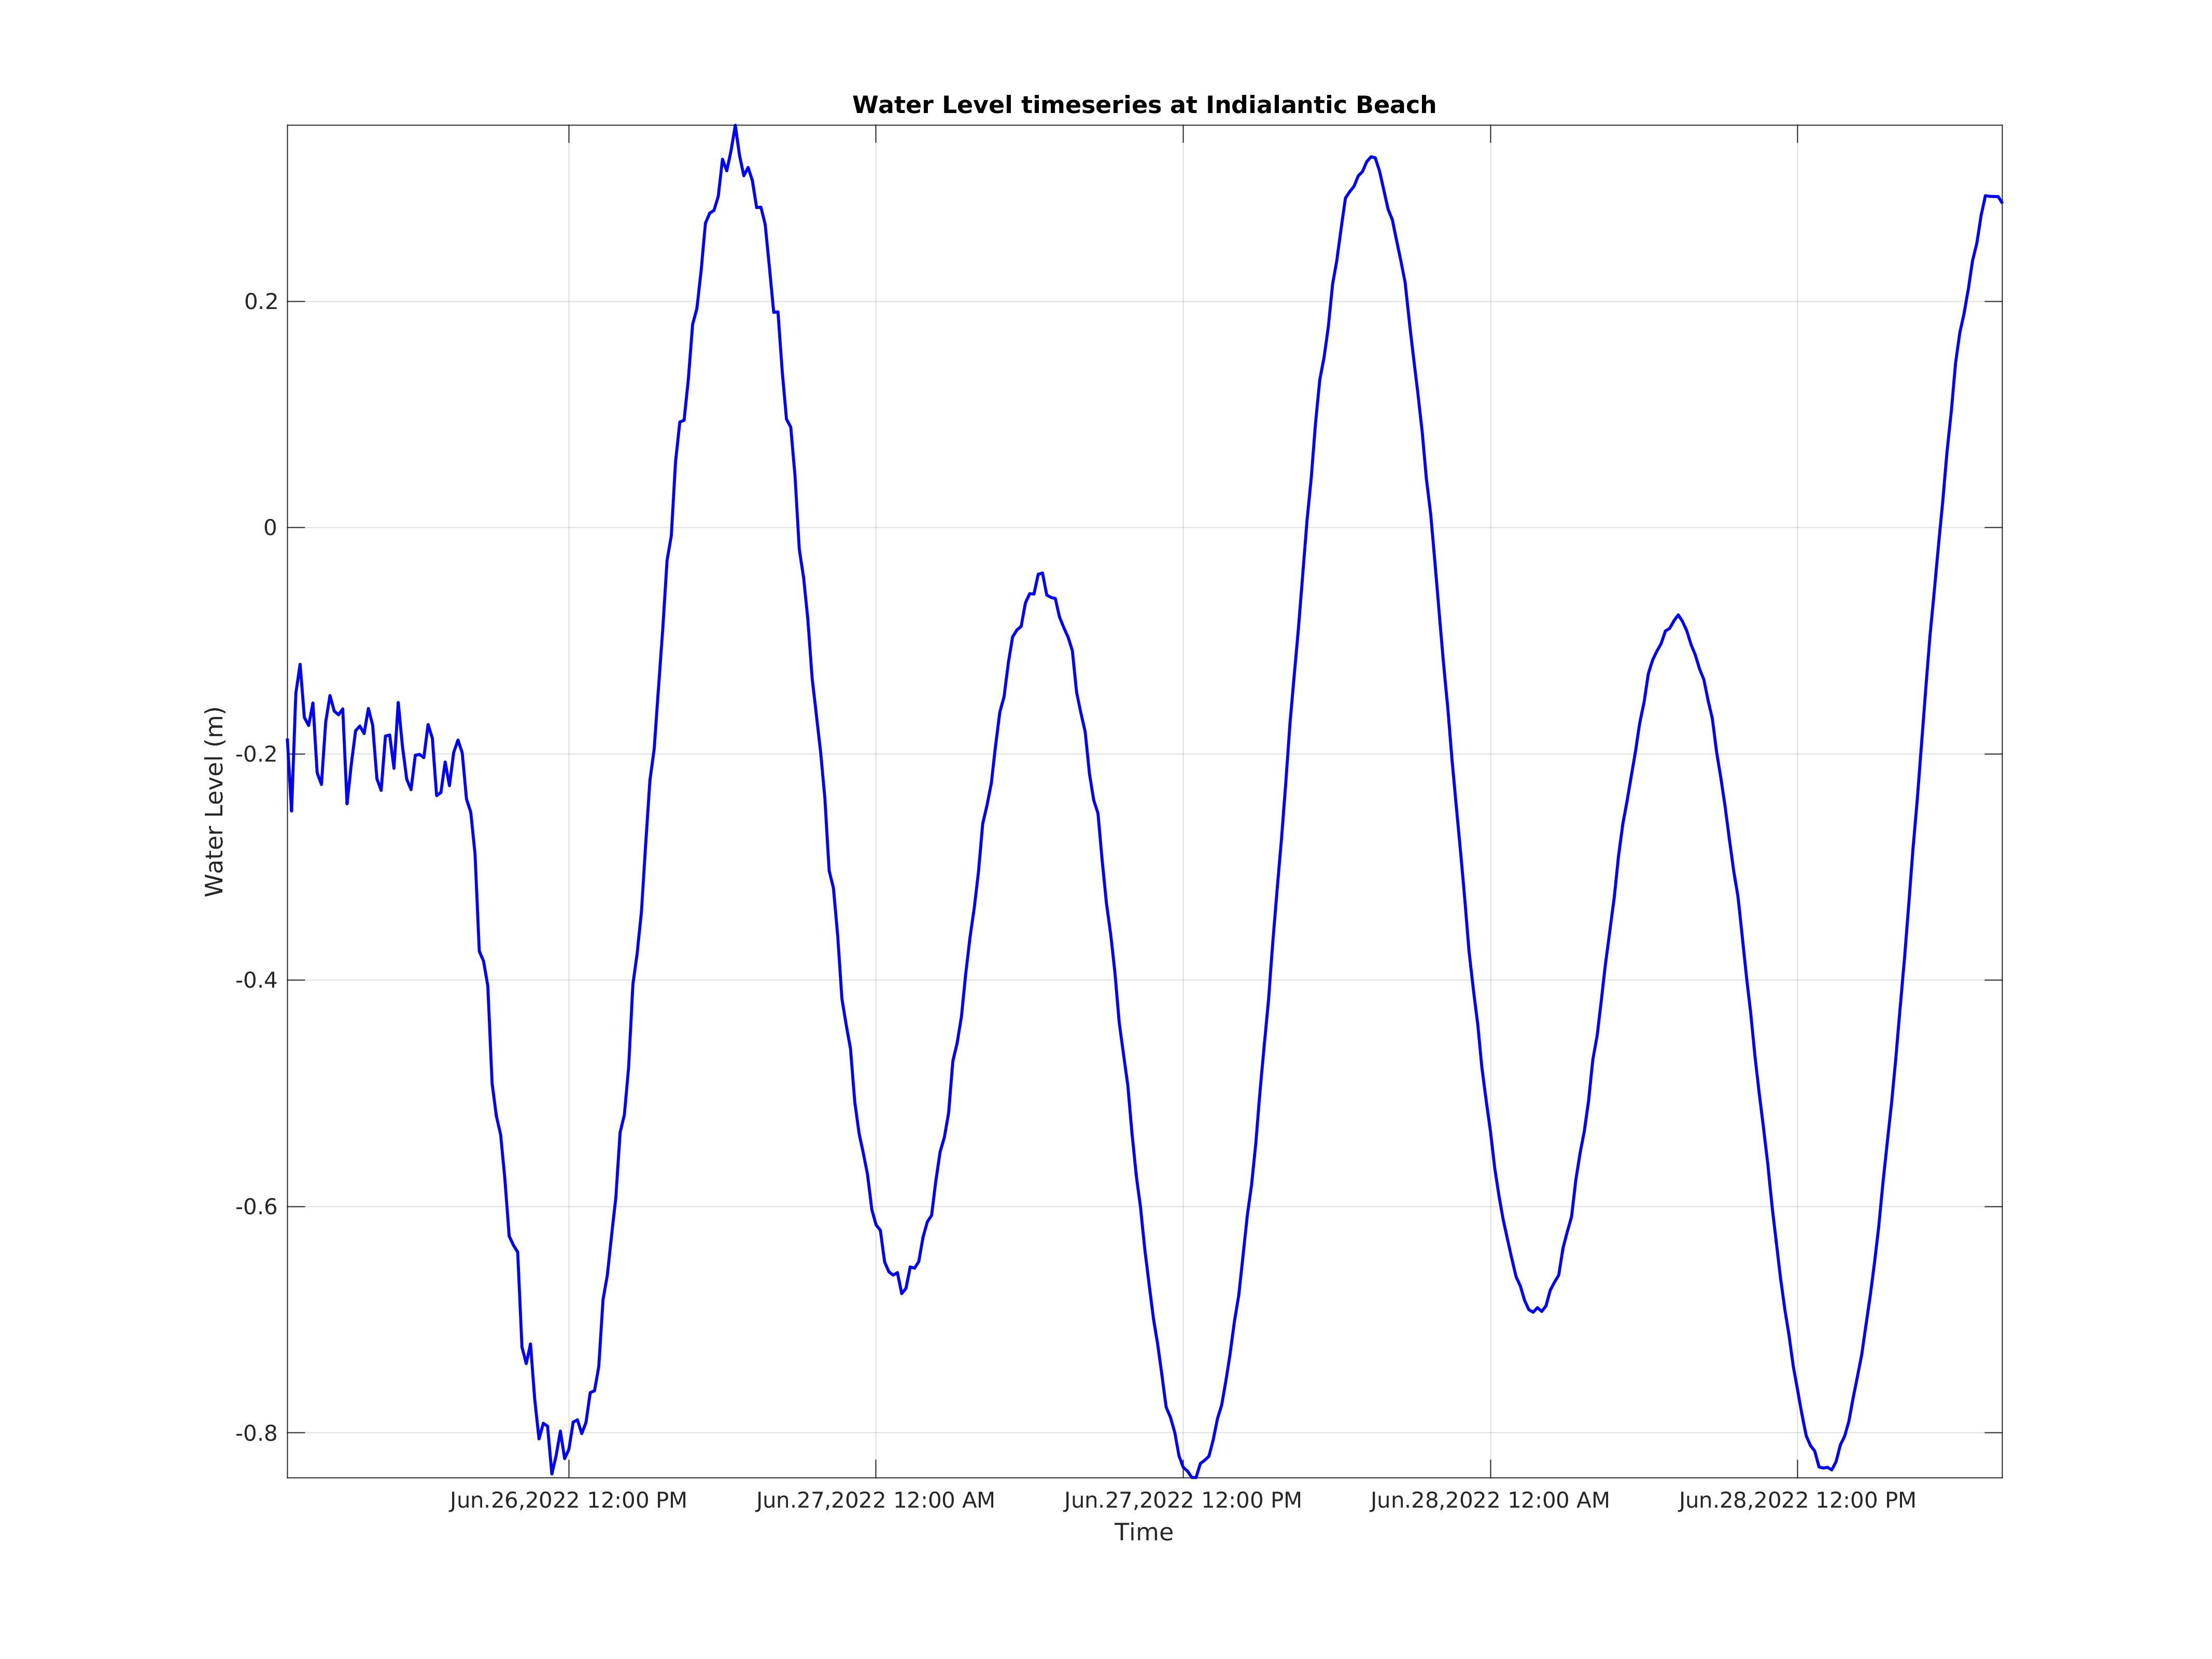 Water Level timeseries at Indialantic Beach
0.2
0
-0.2
-0.4
-0.6
-0.8
Water Level (m)
Jun.26,2022 12:00 PM
Jun.27,2022 12:00 AM
Jun.27,2022 12:00 PM
Jun.28,2022 12:00 AM
Jun.28,2022 12:00 PM
Time